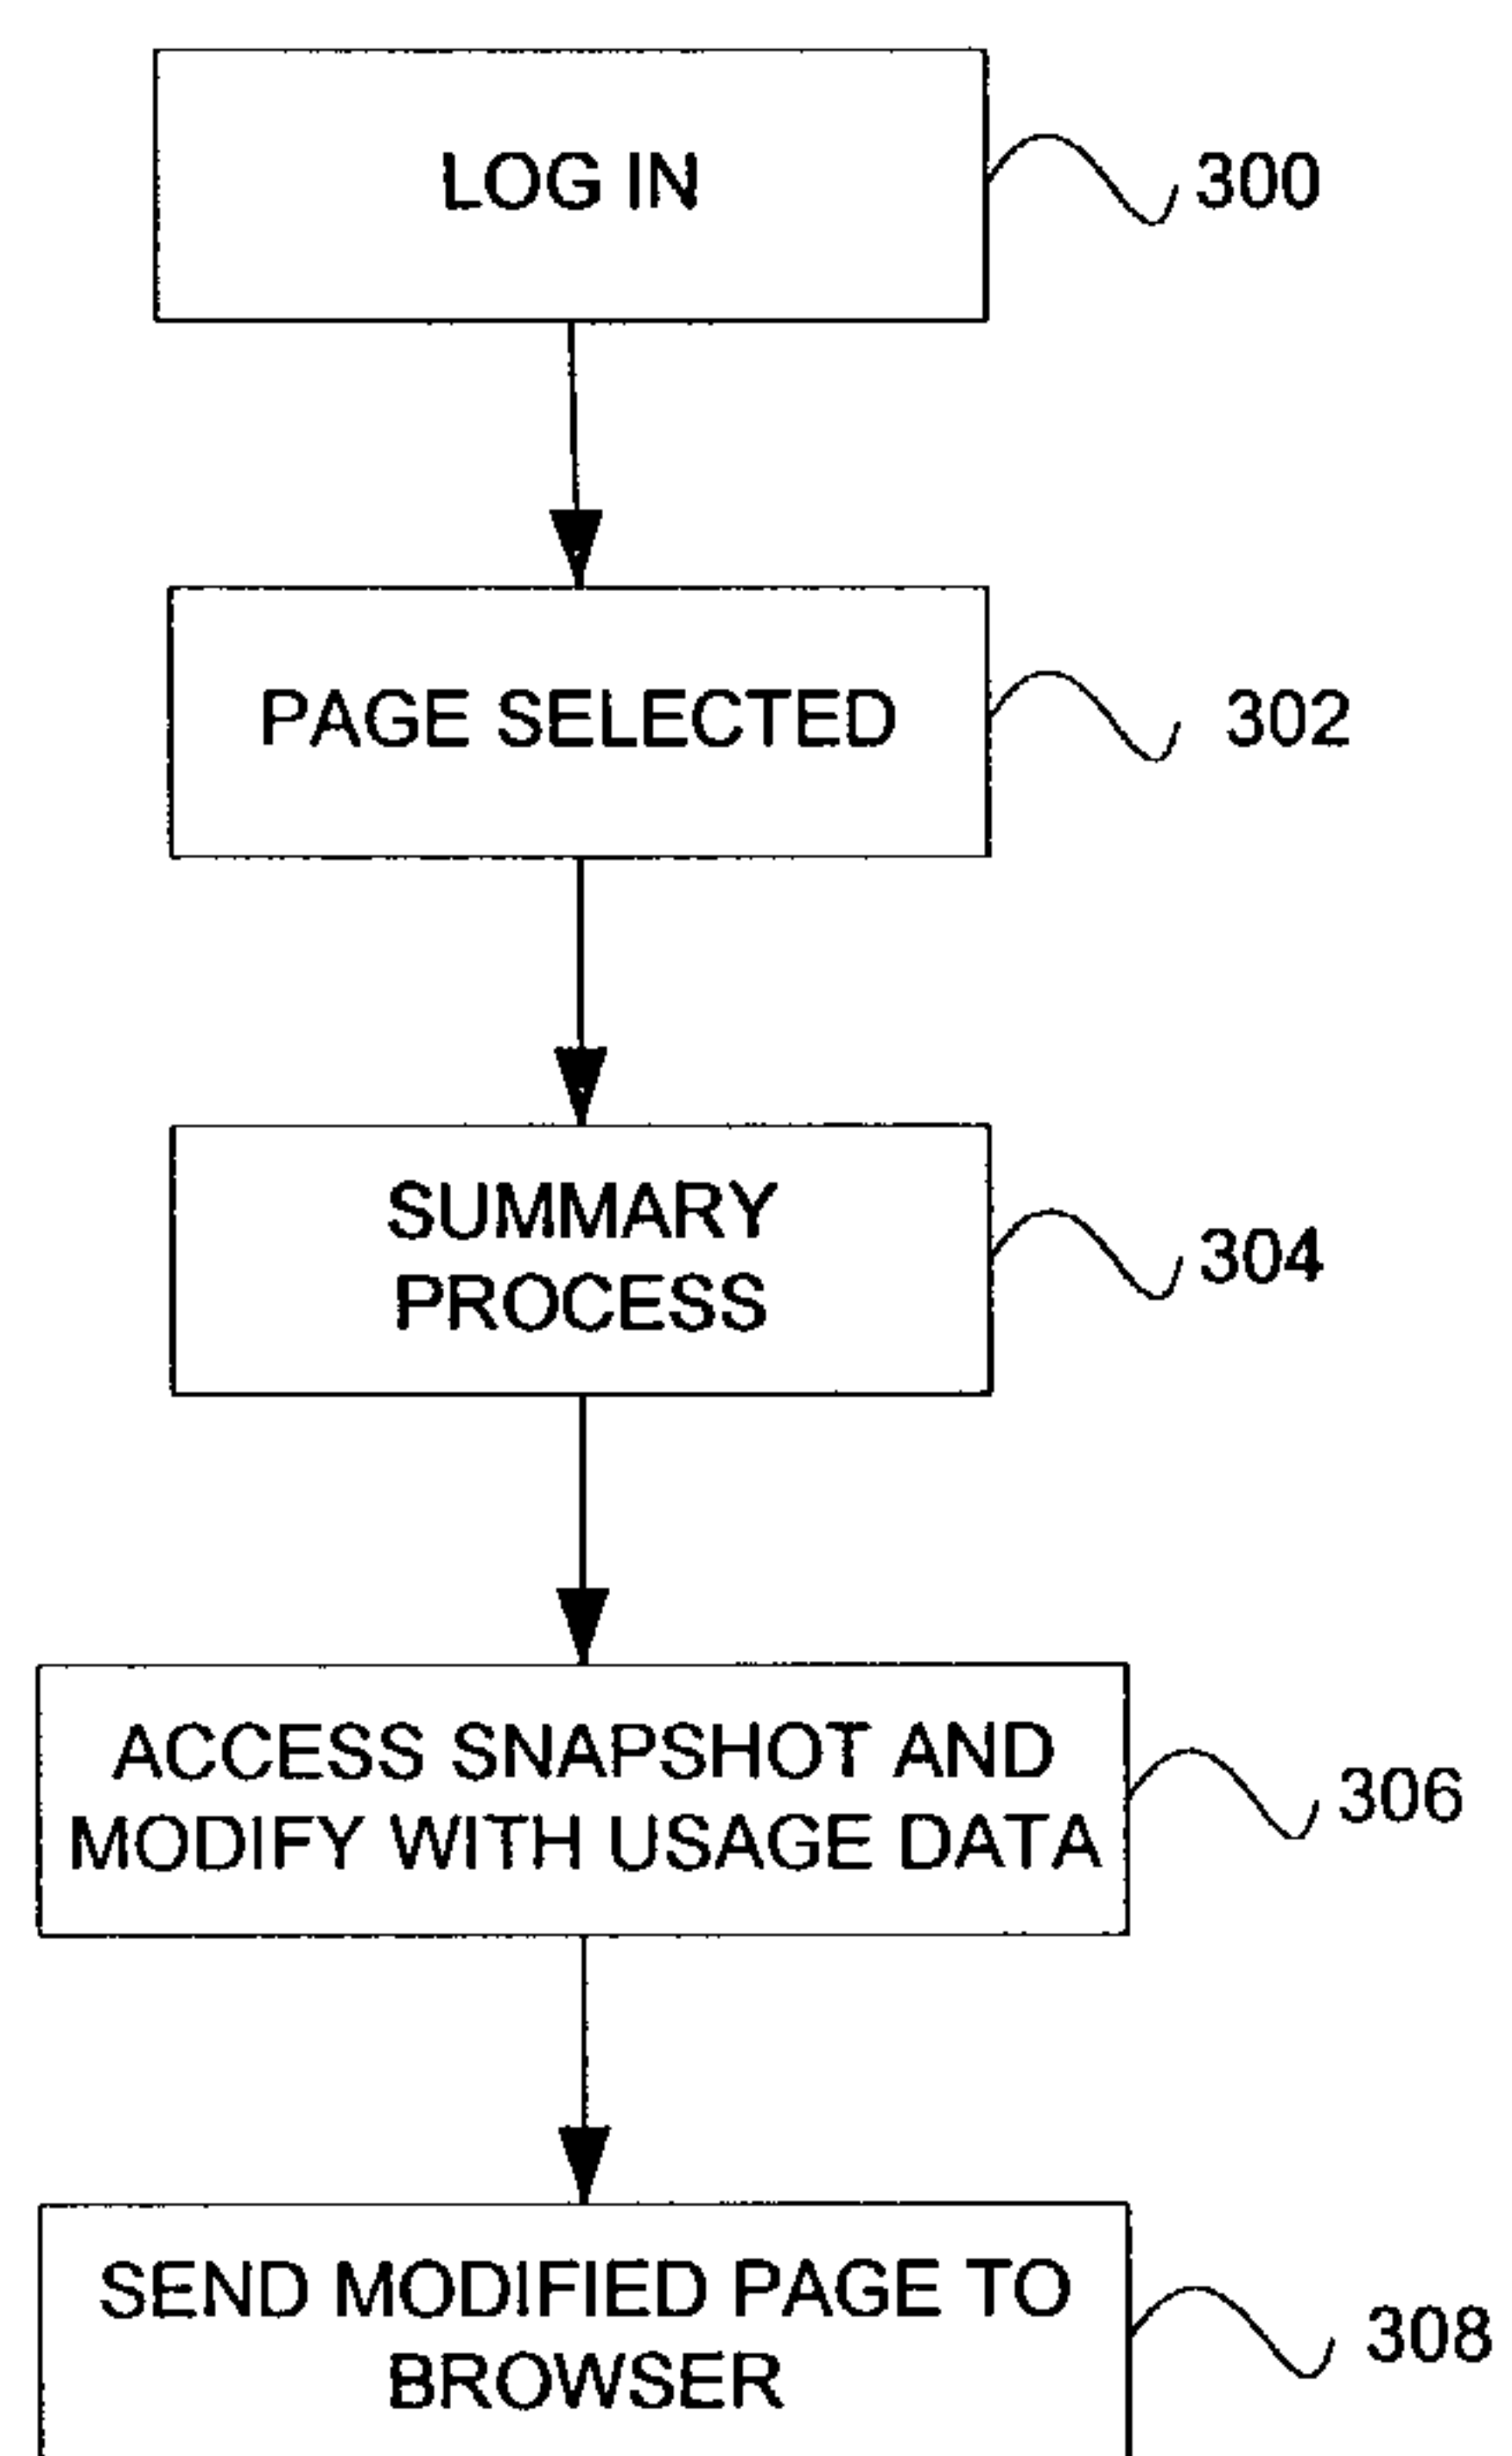 LOG IN
300
PAGE SELECTED
302
SUMMARY
PROCESS
304
ACCESS SNAPSHOT AND
MODIFY WITH USAGE DATA
306
SEND MODIFIED PAGE TO
BROWSER
308